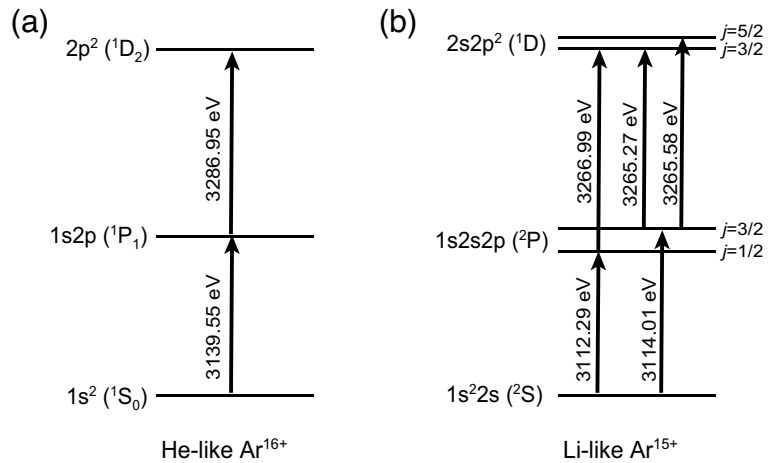 (a)
2p² (¹D₂)
3286.95 eV
1s2p (¹P₁)
3139.55 eV
1s² (¹S₀)
He-like Ar¹⁶⁺
(b)
2s2p² (¹D)
j=5/2
j=3/2
3266.99 eV
3265.27 eV
3265.58 eV
1s2s2p (²P)
j=3/2
j=1/2
3112.29 eV
3114.01 eV
1s²2s (²S)
Li-like Ar¹⁵⁺